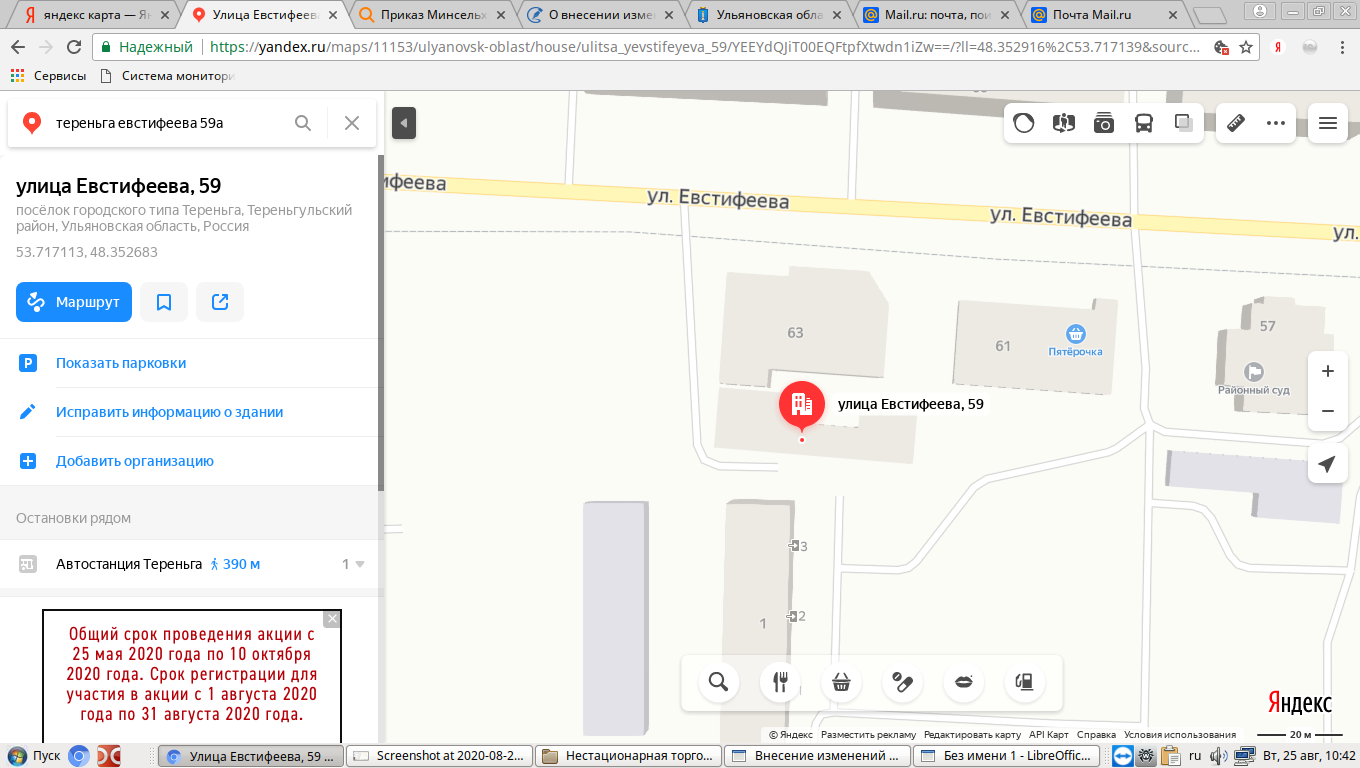 яндекс карта — Ян
Улица Евстифеева
Приказ Минсельх
О внесении измен
Ульяновская обла
Mail.ru: почта, пои
Почта Mail.ru
Надежный
https://yandex.ru/maps/11153/ulyanovsk-oblast/house/ulitsa_yevstifeyeva_59/YEEYdQJiT00EQFtpfXtwdn1iZw==/?ll=48.352916%2C53.717139&sourc...
Сервисы
Система монитори
тереньга евстифеева 59а
улица Евстифеева, 59
посёлок городского типа Тереньга, Тереньгульский
район, Ульяновская область, Россия
53.717113, 48.352683
Маршрут
Показать парковки
Исправить информацию о здании
Добавить организацию
Остановки рядом
Автостанция Тереньга 390 м 1
Общий срок проведения акции с
25 мая 2020 года по 10 октября
2020 года. Срок регистрации для
участия в акции с 1 августа 2020
года по 31 августа 2020 года.
ифеева
ул. Евстифеева
ул. Евстифеева
ул.
63
61
Пятёрочка
57
Районный суд
улица Евстифеева, 59
3
2
1
Яндекс
© Яндекс Разместить рекламу Редактировать карту API Карт Справка Условия использования 20 м
Пуск
Улица Евстифеева, 59 ...
Screenshot at 2020-08-2...
Нестационарная торго...
Внесение изменений ...
Без имени 1 - LibreOffic...
ru
Вт, 25 авг, 10:42